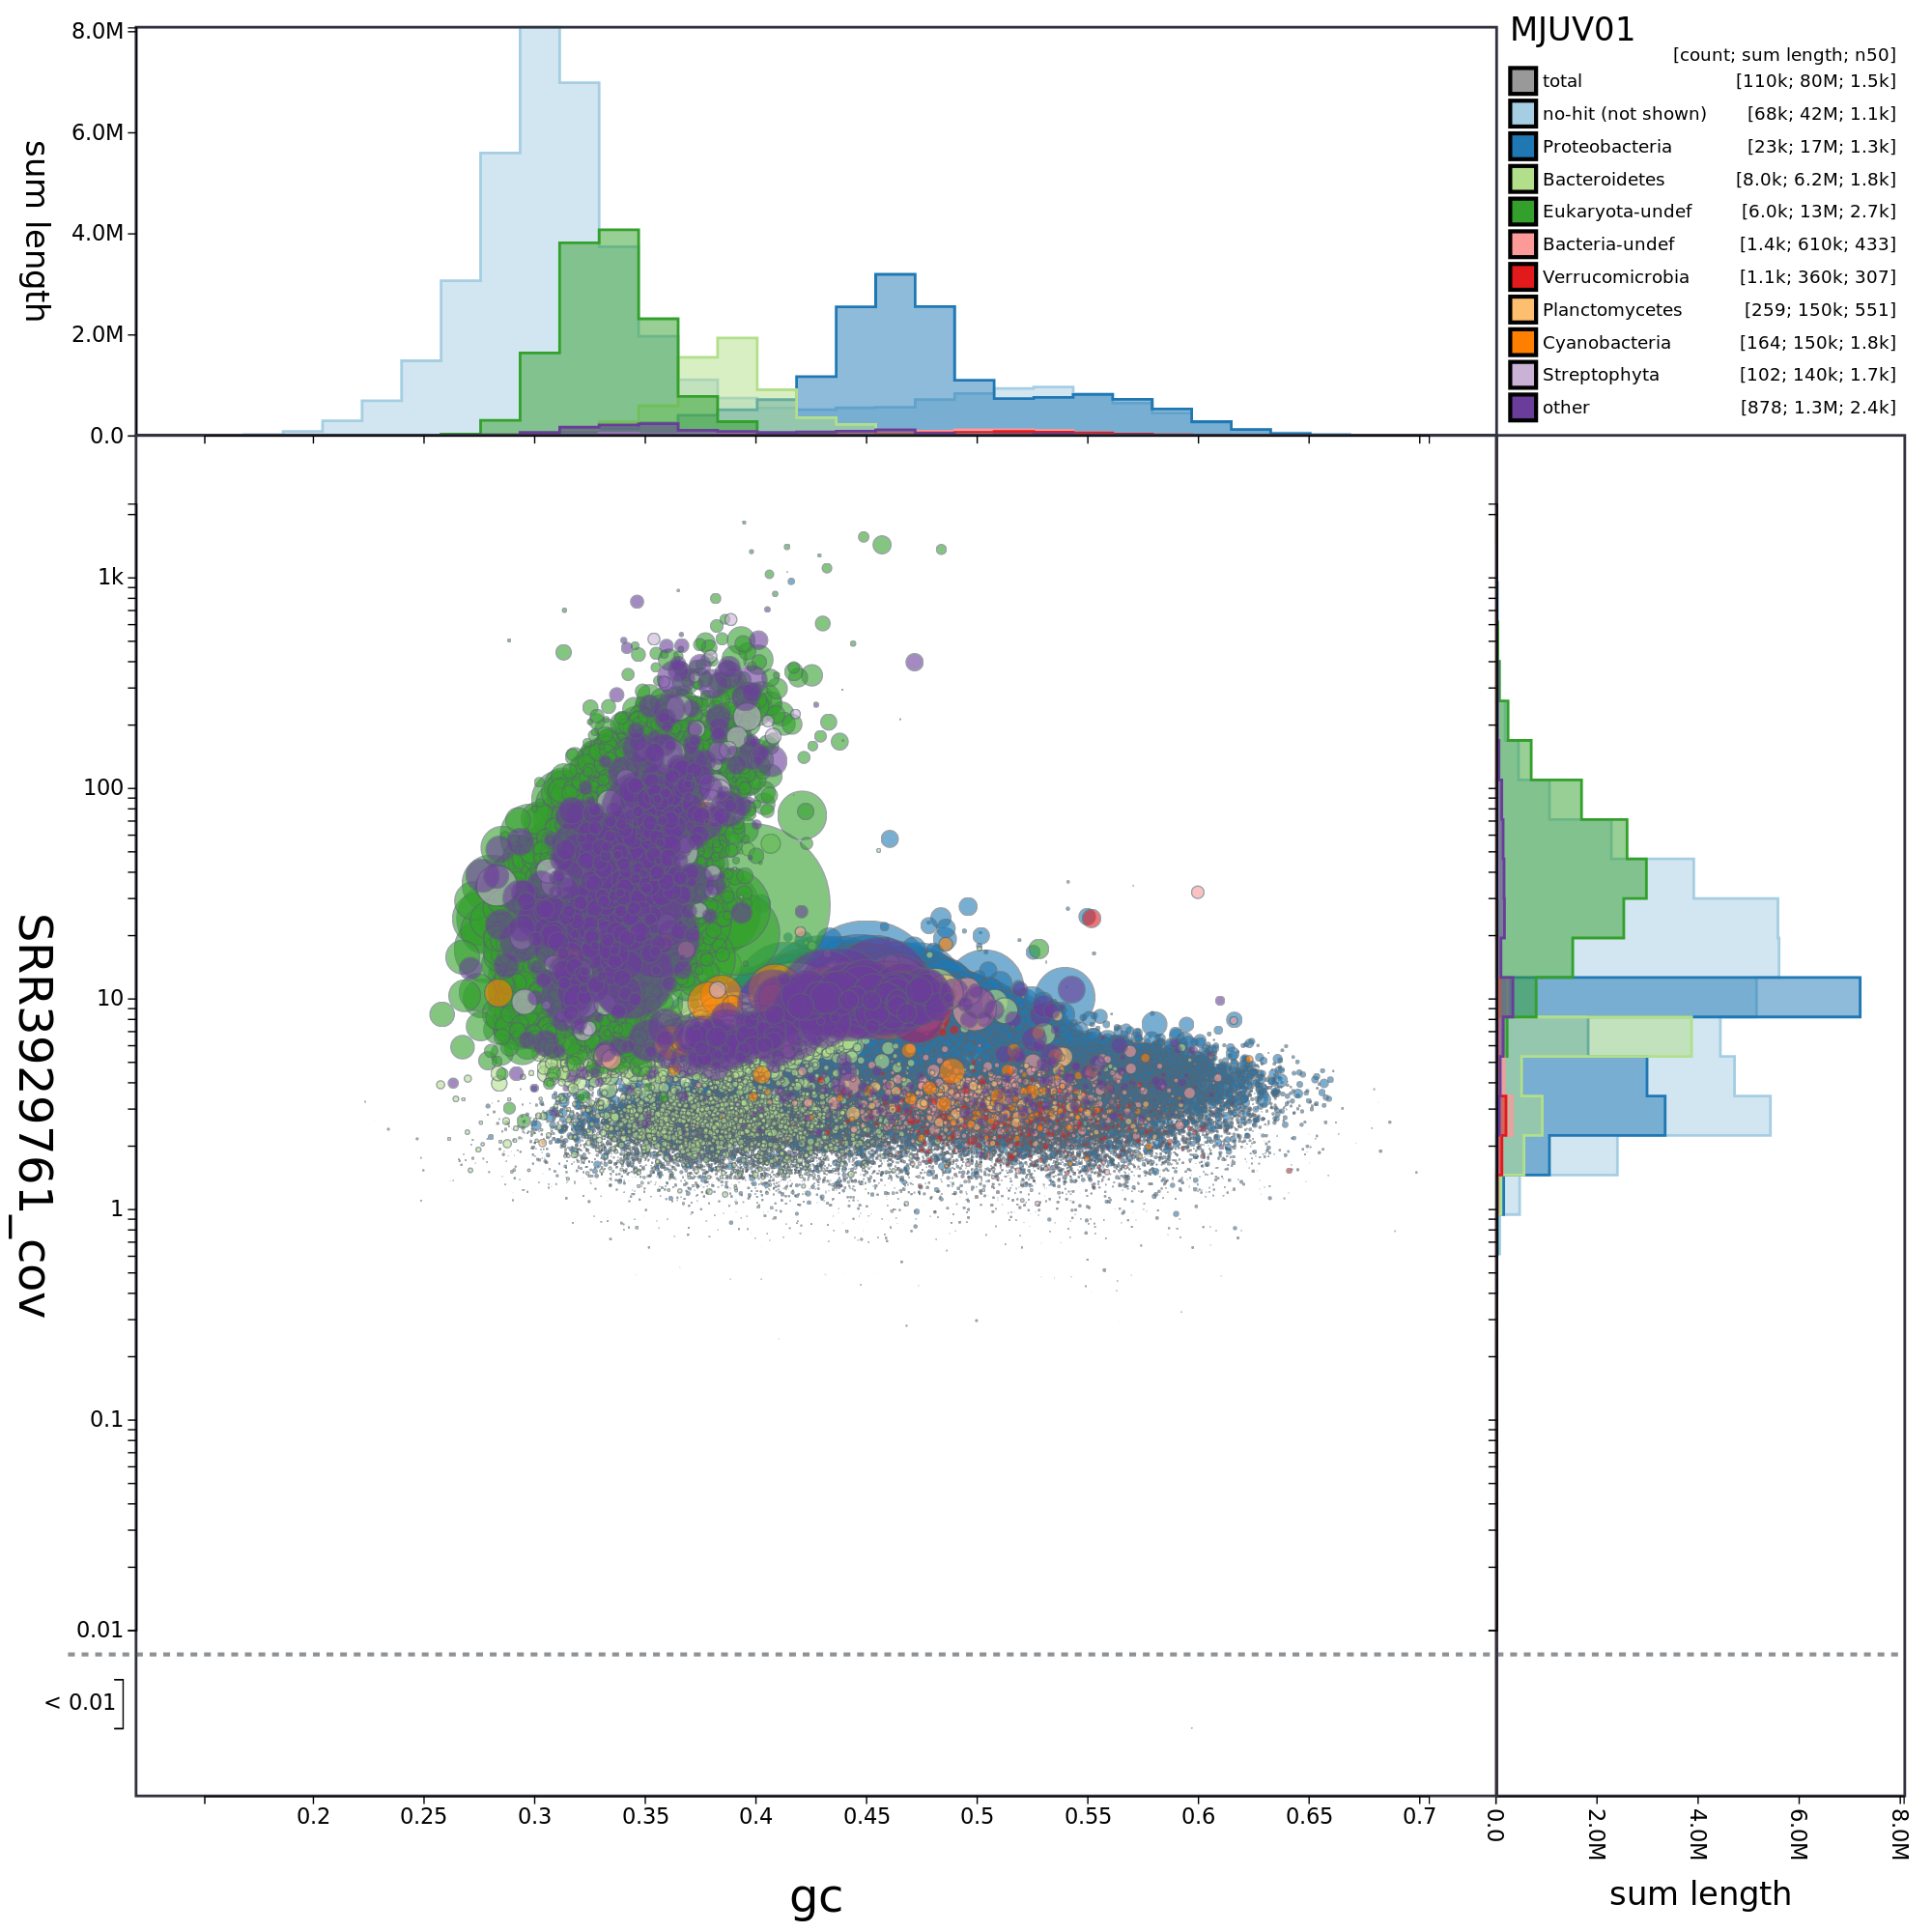 MJUV01
[count; sum length; n50]
total [110k; 80M; 1.5k]
no-hit (not shown) [68k; 42M; 1.1k]
Proteobacteria [23k; 17M; 1.3k]
Bacteroidetes [8.0k; 6.2M; 1.8k]
Eukaryota-undef [6.0k; 13M; 2.7k]
Bacteria-undef [1.4k; 610k; 433]
Verrucomicrobia [1.1k; 360k; 307]
Planctomycetes [259; 150k; 551]
Cyanobacteria [164; 150k; 1.8k]
Streptophyta [102; 140k; 1.7k]
other [878; 1.3M; 2.4k]
8.0M
6.0M
4.0M
2.0M
0.0
sum length
1k
100
10
1
0.1
0.01
< 0.01
SRR3929761_cov
0.2 0.25 0.3 0.35 0.4 0.45 0.5 0.55 0.6 0.65 0.7
gc
0.0 2.0M 4.0M 6.0M 8.0M
sum length